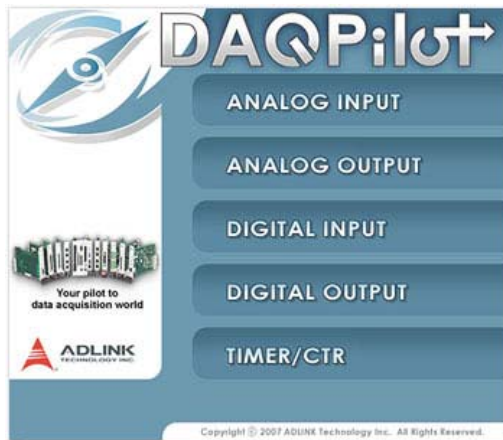 DAQPilot
ANALOG INPUT
ANALOG OUTPUT
DIGITAL INPUT
DIGITAL OUTPUT
TIMER/CTR
Your pilot to
data acquisition world
ADLINK
TECHNOLOGY INC.
Copyright © 2007 ADLINK Technology Inc. All Rights Reserved.